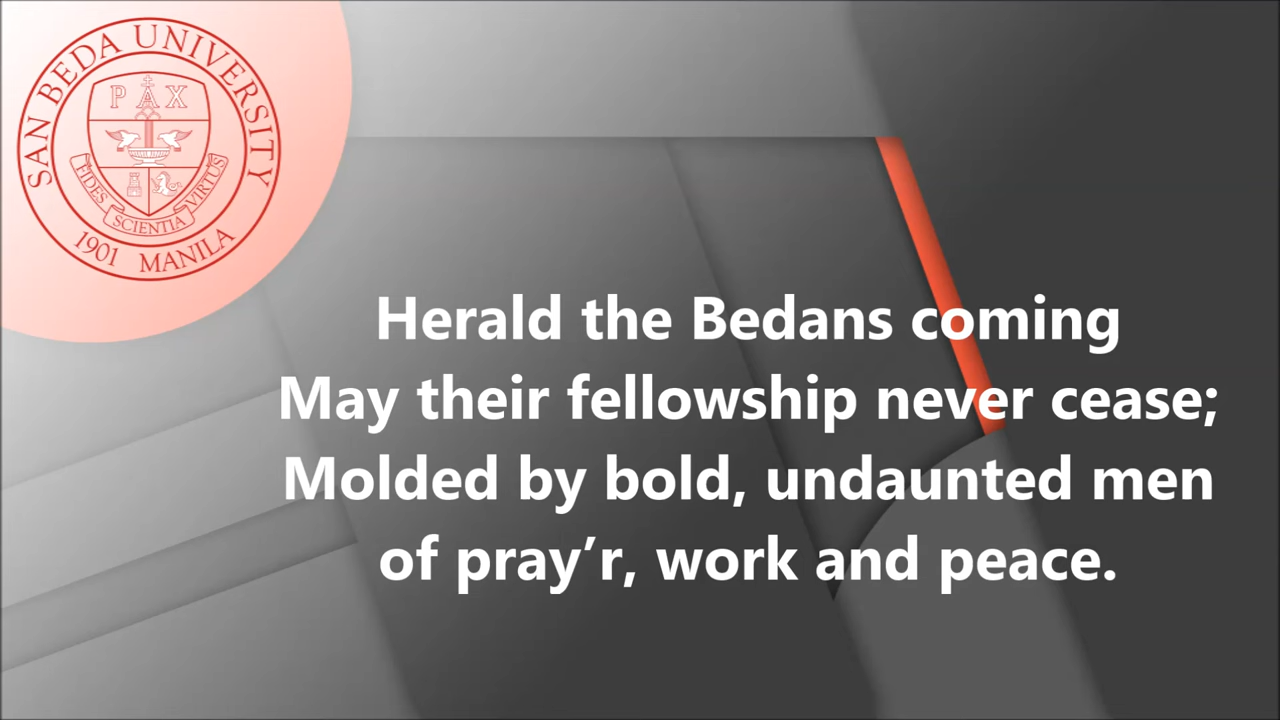 SAN BEDA UNIVERSITY
PAX
FIDES
SCIENTIA
VIRTUS
1901 MANILA
Herald the Bedans coming
May their fellowship never cease;
Molded by bold, undaunted men
of pray’r, work and peace.